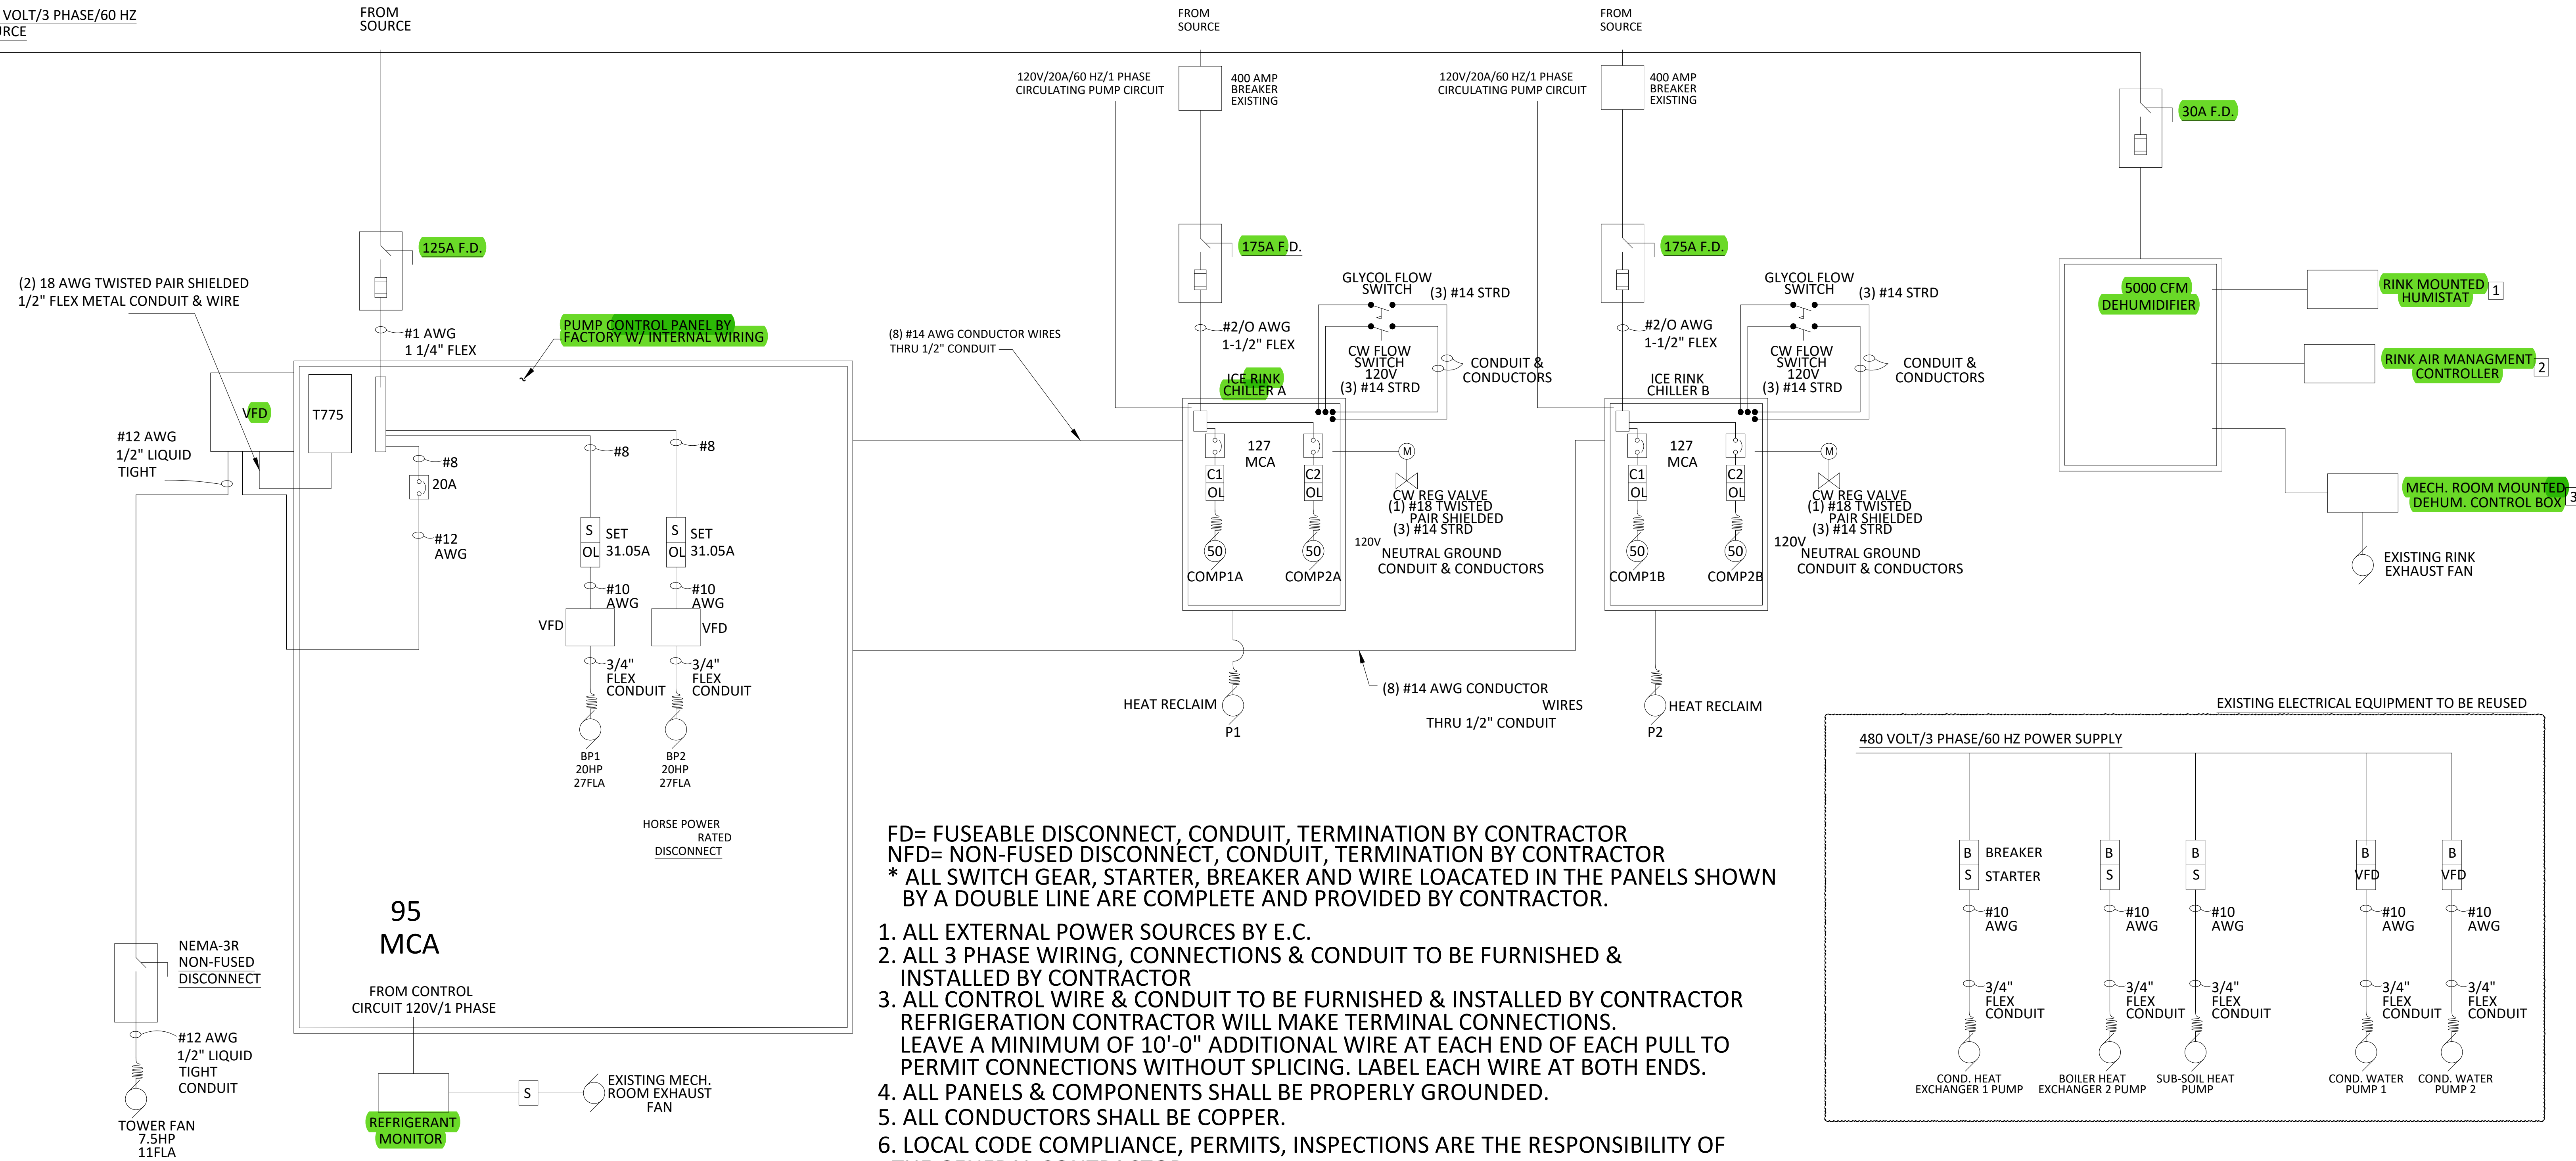 VOLT/3 PHASE/60 HZ
URCE
FROM
SOURCE
FROM
SOURCE
FROM
SOURCE
120V/20A/60 HZ/1 PHASE
CIRCULATING PUMP CIRCUIT
400 AMP
BREAKER
EXISTING
120V/20A/60 HZ/1 PHASE
CIRCULATING PUMP CIRCUIT
400 AMP
BREAKER
EXISTING
30A F.D.
125A F.D.
175A F.D.
175A F.D.
(2) 18 AWG TWISTED PAIR SHIELDED
1/2" FLEX METAL CONDUIT & WIRE
#1 AWG
1 1/4" FLEX
PUMP CONTROL PANEL BY
FACTORY W/ INTERNAL WIRING
(8) #14 AWG CONDUCTOR WIRES
THRU 1/2" CONDUIT
#2/O AWG
1-1/2" FLEX
GLYCOL FLOW
SWITCH
(3) #14 STRD
CW FLOW
SWITCH
120V
(3) #14 STRD
CONDUIT &
CONDUCTORS
ICE RINK
CHILLER A
#2/O AWG
1-1/2" FLEX
GLYCOL FLOW
SWITCH
(3) #14 STRD
CW FLOW
SWITCH
120V
(3) #14 STRD
CONDUIT &
CONDUCTORS
ICE RINK
CHILLER B
5000 CFM
DEHUMIDIFIER
RINK MOUNTED
HUMISTAT
1
RINK AIR MANAGMENT
CONTROLLER
2
MECH. ROOM MOUNTED
DEHUM. CONTROL BOX
3
EXISTING RINK
EXHAUST FAN
VFD
T775
#12 AWG
1/2" LIQUID
TIGHT
#8
20A
#12
AWG
#8
#8
S
OL
SET
31.05A
S
OL
SET
31.05A
#10
AWG
#10
AWG
VFD
VFD
3/4"
FLEX
CONDUIT
3/4"
FLEX
CONDUIT
BP1
20HP
27FLA
BP2
20HP
27FLA
HORSE POWER
RATED
DISCONNECT
95
MCA
FROM CONTROL
CIRCUIT 120V/1 PHASE
127
MCA
C1
OL
C2
OL
50
50
COMP1A
COMP2A
M
CW REG VALVE
(1) #18 TWISTED
PAIR SHIELDED
(3) #14 STRD
120V
NEUTRAL GROUND
CONDUIT & CONDUCTORS
127
MCA
C1
OL
C2
OL
50
50
COMP1B
COMP2B
M
CW REG VALVE
(1) #18 TWISTED
PAIR SHIELDED
(3) #14 STRD
120V
NEUTRAL GROUND
CONDUIT & CONDUCTORS
HEAT RECLAIM
P1
(8) #14 AWG CONDUCTOR
WIRES
THRU 1/2" CONDUIT
HEAT RECLAIM
P2
NEMA-3R
NON-FUSED
DISCONNECT
#12 AWG
1/2" LIQUID
TIGHT
CONDUIT
TOWER FAN
7.5HP
11FLA
REFRIGERANT
MONITOR
S
EXISTING MECH.
ROOM EXHAUST
FAN
FD= FUSEABLE DISCONNECT, CONDUIT, TERMINATION BY CONTRACTOR
NFD= NON-FUSED DISCONNECT, CONDUIT, TERMINATION BY CONTRACTOR
* ALL SWITCH GEAR, STARTER, BREAKER AND WIRE LOACATED IN THE PANELS SHOWN
BY A DOUBLE LINE ARE COMPLETE AND PROVIDED BY CONTRACTOR.
1. ALL EXTERNAL POWER SOURCES BY E.C.
2. ALL 3 PHASE WIRING, CONNECTIONS & CONDUIT TO BE FURNISHED &
INSTALLED BY CONTRACTOR
3. ALL CONTROL WIRE & CONDUIT TO BE FURNISHED & INSTALLED BY CONTRACTOR
REFRIGERATION CONTRACTOR WILL MAKE TERMINAL CONNECTIONS.
LEAVE A MINIMUM OF 10'-0" ADDITIONAL WIRE AT EACH END OF EACH PULL TO
PERMIT CONNECTIONS WITHOUT SPLICING. LABEL EACH WIRE AT BOTH ENDS.
4. ALL PANELS & COMPONENTS SHALL BE PROPERLY GROUNDED.
5. ALL CONDUCTORS SHALL BE COPPER.
6. LOCAL CODE COMPLIANCE, PERMITS, INSPECTIONS ARE THE RESPONSIBILITY OF
EXISTING ELECTRICAL EQUIPMENT TO BE REUSED
480 VOLT/3 PHASE/60 HZ POWER SUPPLY
B
BREAKER
S
STARTER
B
S
B
S
B
VFD
B
VFD
#10
AWG
#10
AWG
#10
AWG
#10
AWG
#10
AWG
3/4"
FLEX
CONDUIT
3/4"
FLEX
CONDUIT
3/4"
FLEX
CONDUIT
3/4"
FLEX
CONDUIT
3/4"
FLEX
CONDUIT
COND. HEAT
EXCHANGER 1 PUMP
BOILER HEAT
EXCHANGER 2 PUMP
SUB-SOIL HEAT
PUMP
COND. WATER
PUMP 1
COND. WATER
PUMP 2